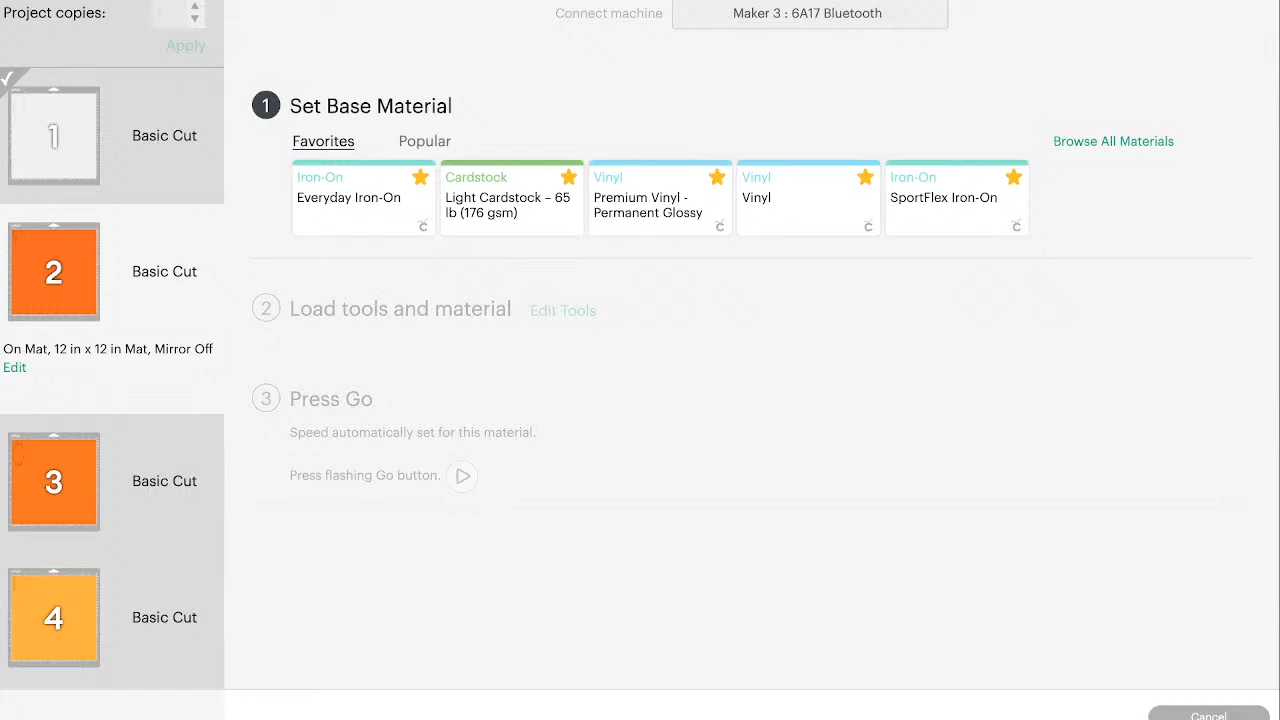 Project copies:
Apply
1
Basic Cut
2
Basic Cut
On Mat, 12 in x 12 in Mat, Mirror Off
Edit
3
Basic Cut
4
Basic Cut
Connect machine
Maker 3 : 6A17 Bluetooth
1 Set Base Material
Favorites Popular Browse All Materials
Iron-On
Everyday Iron-On
Cardstock
Light Cardstock – 65
lb (176 gsm)
Vinyl
Premium Vinyl -
Permanent Glossy
Vinyl
Vinyl
Iron-On
SportFlex Iron-On
2 Load tools and material Edit Tools
3 Press Go
Speed automatically set for this material.
Press flashing Go button.
Cancel